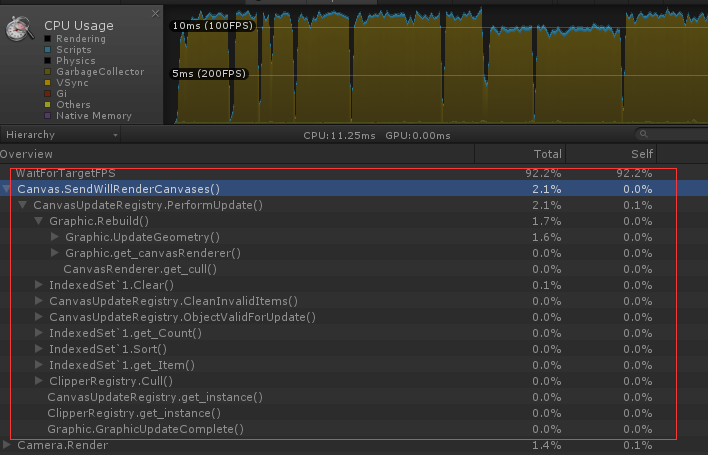 CPU Usage
Rendering
Scripts
Physics
GarbageCollector
VSync
Gi
Others
Native Memory
10ms (100FPS)
5ms (200FPS)
Hierarchy CPU:11.25ms GPU:0.00ms
Overview Total Self
WaitForTargetFPS 92.2% 92.2%
Canvas.SendWillRenderCanvases() 2.1% 0.0%
CanvasUpdateRegistry.PerformUpdate() 2.1% 0.1%
Graphic.Rebuild() 1.7% 0.0%
Graphic.UpdateGeometry() 1.6% 0.0%
Graphic.get_canvasRenderer() 0.0% 0.0%
CanvasRenderer.get_cull() 0.0% 0.0%
IndexedSet`1.Clear() 0.1% 0.0%
CanvasUpdateRegistry.CleanInvalidItems() 0.0% 0.0%
CanvasUpdateRegistry.ObjectValidForUpdate() 0.0% 0.0%
IndexedSet`1.get_Count() 0.0% 0.0%
IndexedSet`1.Sort() 0.0% 0.0%
IndexedSet`1.get_Item() 0.0% 0.0%
ClipperRegistry.Cull() 0.0% 0.0%
CanvasUpdateRegistry.get_instance() 0.0% 0.0%
ClipperRegistry.get_instance() 0.0% 0.0%
Graphic.GraphicUpdateComplete() 0.0% 0.0%
Camera.Render 1.4% 0.1%